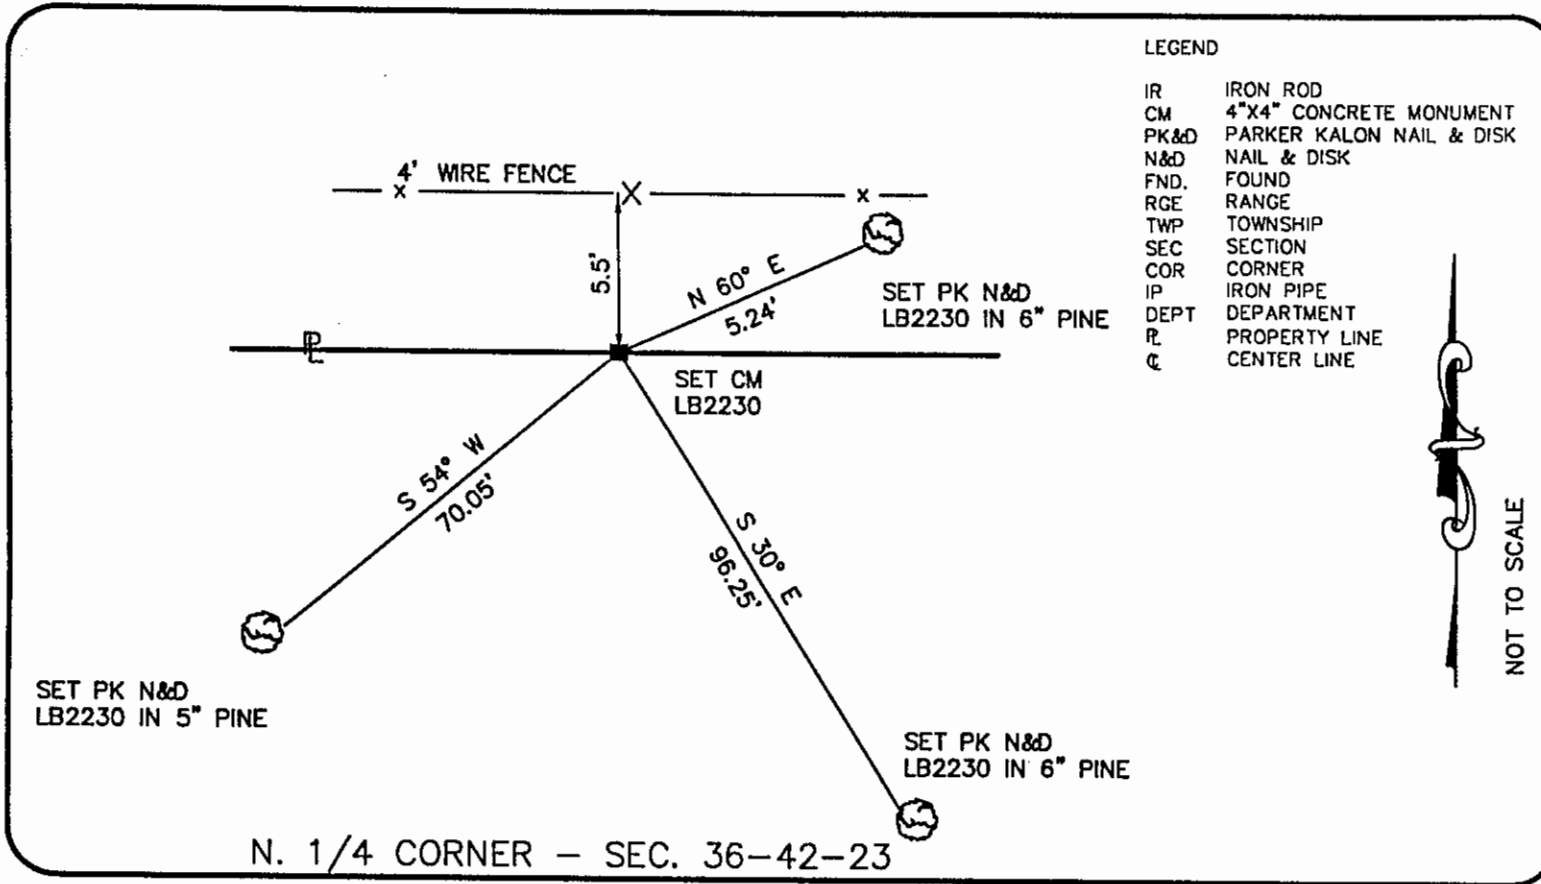 LEGEND
IR IRON ROD
CM 4"X4" CONCRETE MONUMENT
PK&D PARKER KALON NAIL & DISK
N&D NAIL & DISK
FND. FOUND
RGE RANGE
TWP TOWNSHIP
SEC SECTION
COR CORNER
IP IRON PIPE
DEPT DEPARTMENT
PL PROPERTY LINE
CL CENTER LINE
4' WIRE FENCE
x X x
5.5'
N 60° E
5.24'
SET PK N&D
LB2230 IN 6" PINE
PL
SET CM
LB2230
S 54° W
70.05'
S 30° E
96.25'
SET PK N&D
LB2230 IN 5" PINE
SET PK N&D
LB2230 IN 6" PINE
NOT TO SCALE
N. 1/4 CORNER - SEC. 36-42-23